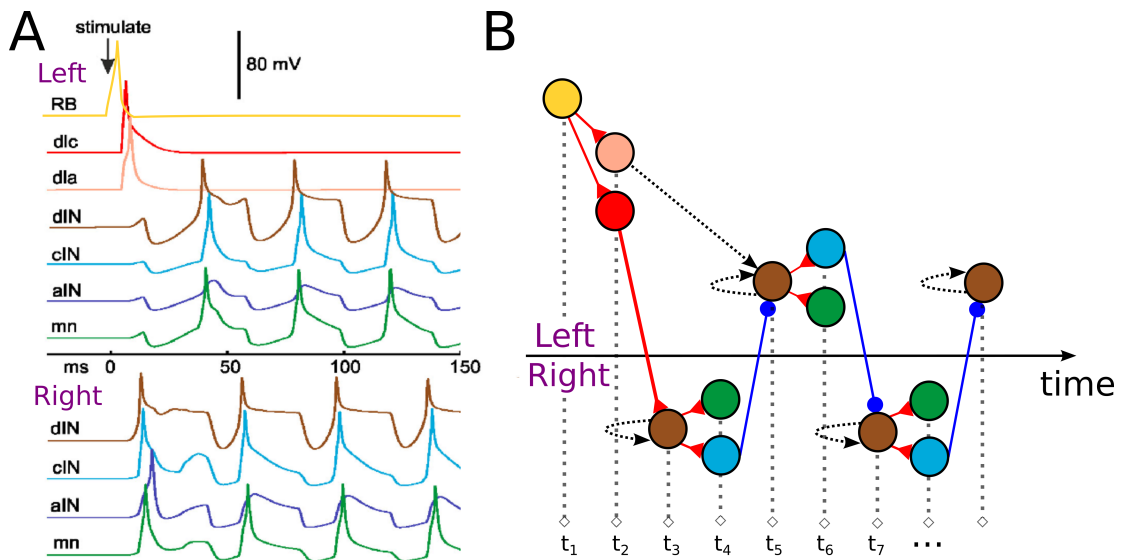 A
stimulate
80 mV
Left
RB
dlc
dla
dIN
cIN
aIN
mn
ms 0 50 100 150
Right
dIN
cIN
aIN
mn
B
Left
Right
time
t1 t2 t3 t4 t5 t6 t7 ...